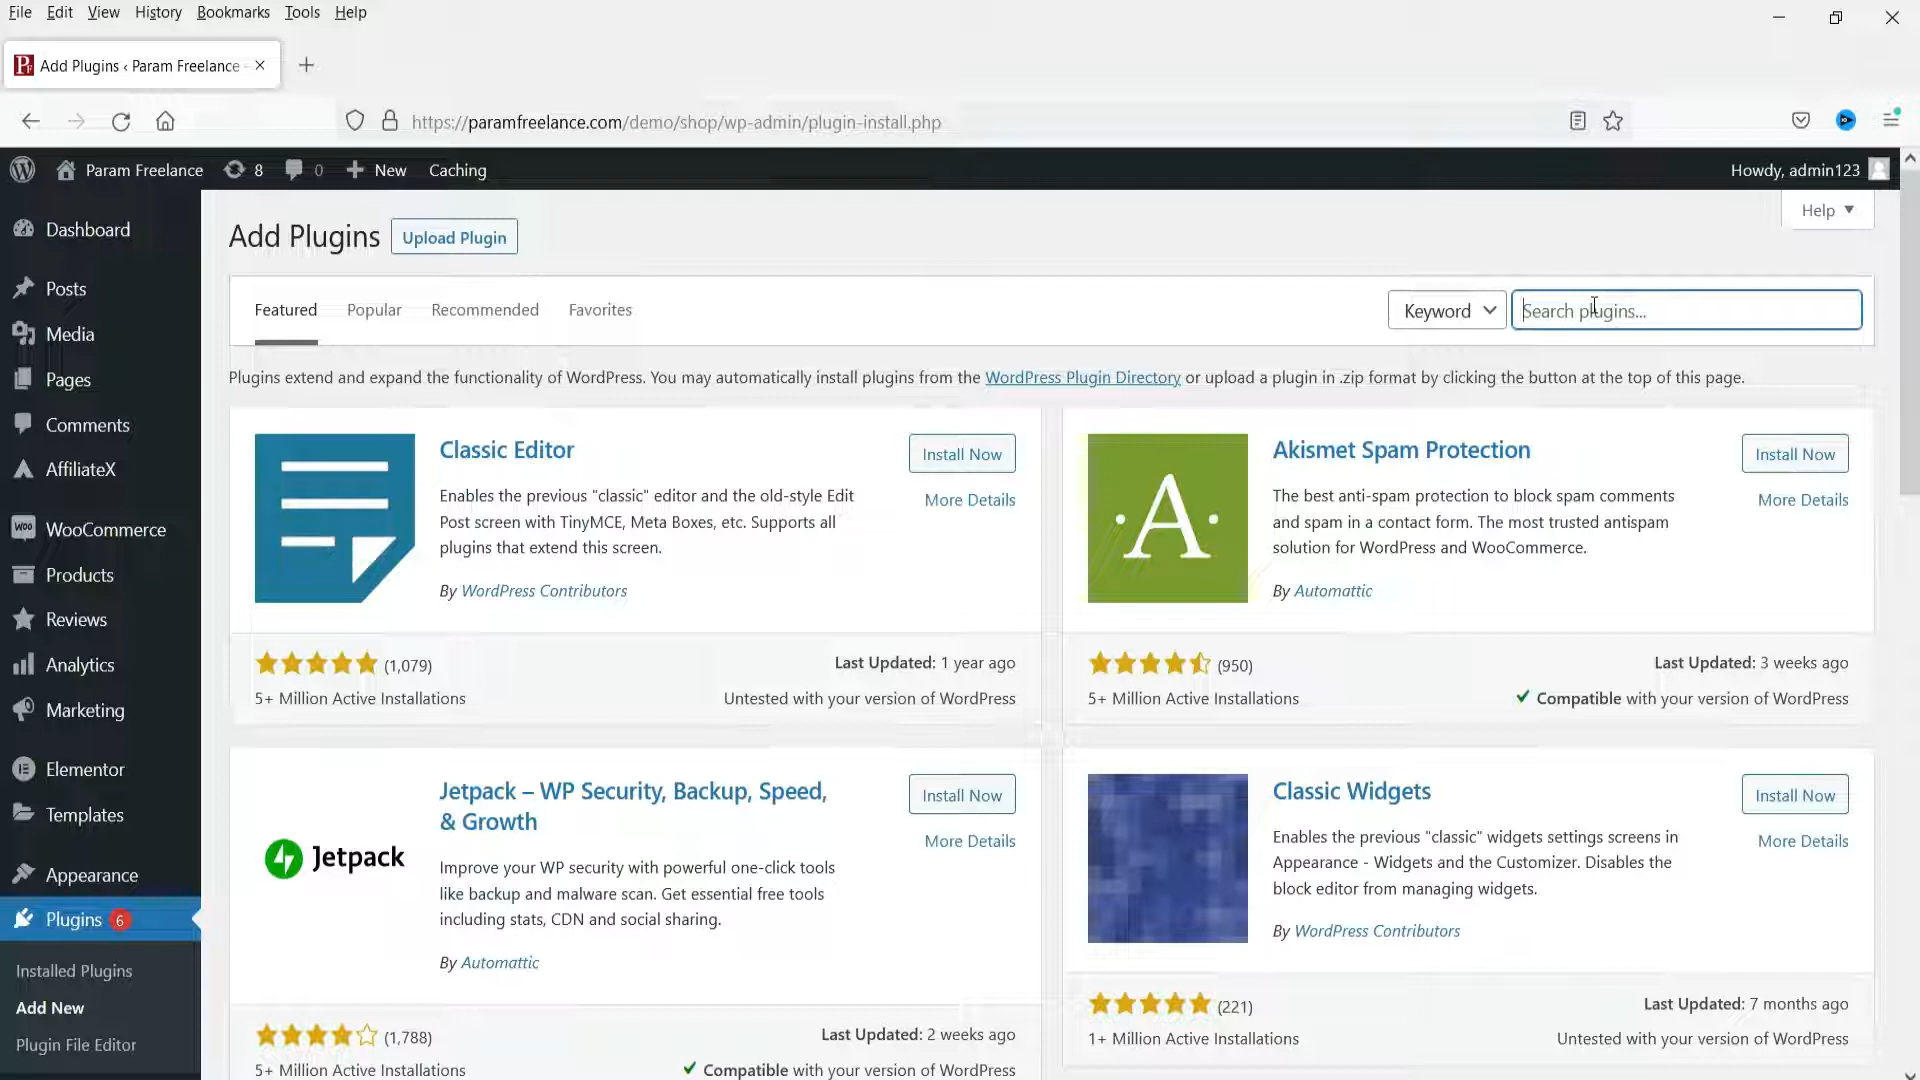 File Edit View History Bookmarks Tools Help
Add Plugins ‹ Param Freelance
https://paramfreelance.com/demo/shop/wp-admin/plugin-install.php
Param Freelance 8 0 New Caching Howdy, admin123
Help
Dashboard
Posts
Media
Pages
Comments
AffiliateX
WooCommerce
Products
Reviews
Analytics
Marketing
Elementor
Templates
Appearance
Plugins 6
Installed Plugins
Add New
Plugin File Editor
Add Plugins Upload Plugin
Featured Popular Recommended Favorites Keyword Search plugins...
Plugins extend and expand the functionality of WordPress. You may automatically install plugins from the WordPress Plugin Directory or upload a plugin in .zip format by clicking the button at the top of this page.
Classic Editor
Install Now
More Details
Enables the previous "classic" editor and the old-style Edit
Post screen with TinyMCE, Meta Boxes, etc. Supports all
plugins that extend this screen.
By WordPress Contributors
(1,079) Last Updated: 1 year ago
5+ Million Active Installations Untested with your version of WordPress
A
Akismet Spam Protection
Install Now
More Details
The best anti-spam protection to block spam comments
and spam in a contact form. The most trusted antispam
solution for WordPress and WooCommerce.
By Automattic
(950) Last Updated: 3 weeks ago
5+ Million Active Installations Compatible with your version of WordPress
Jetpack
Jetpack – WP Security, Backup, Speed,
& Growth
Install Now
More Details
Improve your WP security with powerful one-click tools
like backup and malware scan. Get essential free tools
including stats, CDN and social sharing.
By Automattic
(1,788) Last Updated: 2 weeks ago
5+ Million Active Installations Compatible with your version of WordPress
Classic Widgets
Install Now
More Details
Enables the previous "classic" widgets settings screens in
Appearance - Widgets and the Customizer. Disables the
block editor from managing widgets.
By WordPress Contributors
(221) Last Updated: 7 months ago
1+ Million Active Installations Untested with your version of WordPress